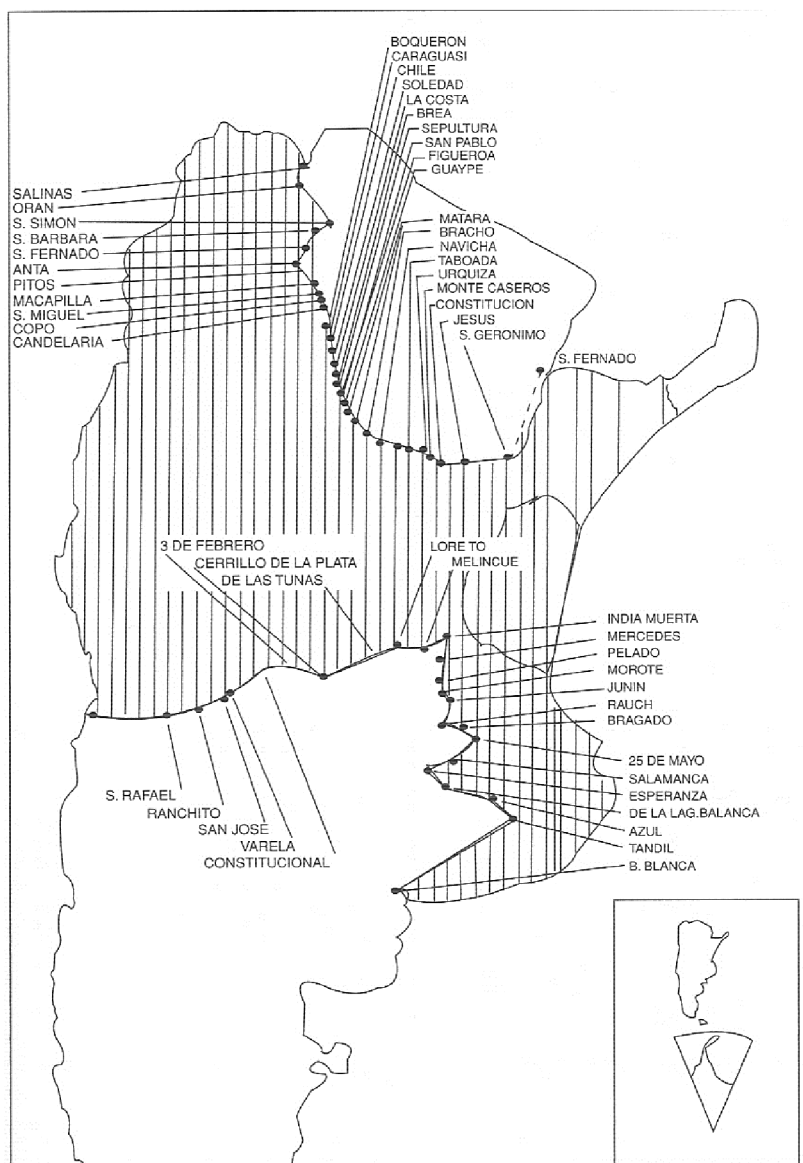 BOQUERON
CARAGUASI
CHILE
SOLEDAD
LA COSTA
BREA
SEPULTURA
SAN PABLO
FIGUEROA
GUAYPE
SALINAS
ORAN
S. SIMON
S. BARBARA
S. FERNADO
ANTA
PITOS
MACAPILLA
S. MIGUEL
COPO
CANDELARIA
MATARA
BRACHO
NAVICHA
TABOADA
URQUIZA
MONTE CASEROS
CONSTITUCION
JESUS
S. GERONIMO
S. FERNADO
3 DE FEBRERO
CERRILLO DE LA PLATA
DE LAS TUNAS
LORE TO
MELINCUE
INDIA MUERTA
MERCEDES
PELADO
MOROTE
JUNIN
RAUCH
BRAGADO
25 DE MAYO
SALAMANCA
ESPERANZA
DE LA LAG.BALANCA
AZUL
TANDIL
B. BLANCA
S. RAFAEL
RANCHITO
SAN JOSE
VARELA
CONSTITUCIONAL